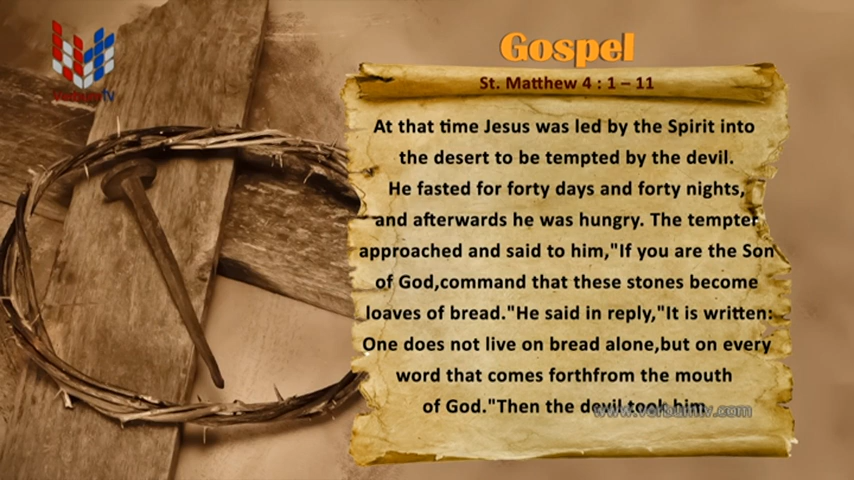 VerbumTV
Gospel
St. Matthew 4 : 1 – 11
At that time Jesus was led by the Spirit into
the desert to be tempted by the devil.
He fasted for forty days and forty nights,
and afterwards he was hungry. The tempter
approached and said to him,"If you are the Son
of God,command that these stones become
loaves of bread."He said in reply,"It is written:
One does not live on bread alone,but on every
word that comes forthfrom the mouth
of God."Then the devil took him
www.verbumtv.com